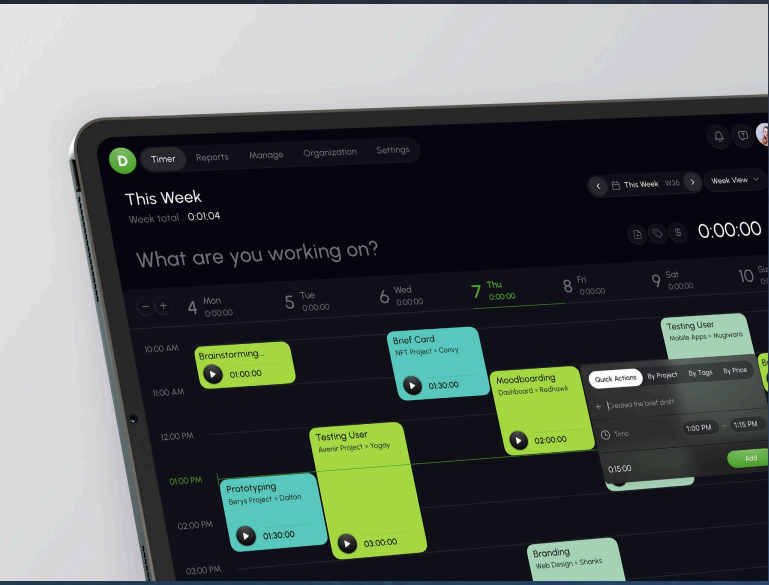 D Timer Reports Manage Organization Settings
This Week
Week total : 0:01:04
This Week W36
Week View
What are you working on?
0:00:00
4 Mon 0:00:00
5 Tue 0:00:00
6 Wed 0:00:00
7 Thu 0:00:00
8 Fri 0:00:00
9 Sat 0:00:00
10
10:00 AM
11:00 AM
12:00 PM
01:00 PM
02:00 PM
03:00 PM
Brainstorming...
01:00:00
Brief Card
NFT Project • Convy
01:30:00
Testing User
Mobile Apps • Mugiwara
Moodboarding
Dashboard • Redhawk
02:00:00
Quick Actions By Project By Tags By Price
+ Created the brief draft
Time 1:00 PM – 1:15 PM
0:15:00 Add
Testing User
Avenir Project • Yogay
03:00:00
Prototyping
Berys Project • Dalton
01:30:00
Branding
Web Design • Shanks